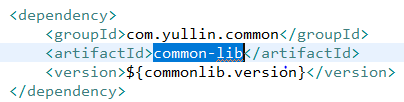 <dependency>
<groupId>com.yullin.common</groupId>
<artifactId>common-lib</artifactId>
<version>${commonlib.version}</version>
</dependency>